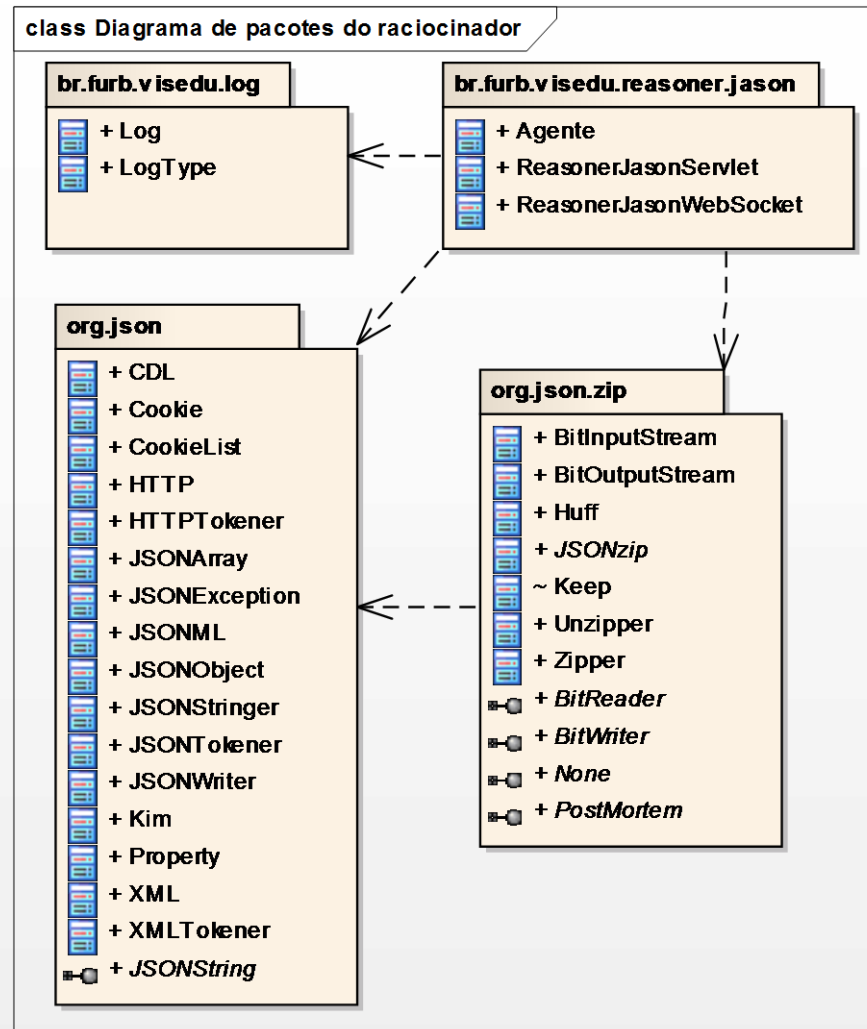 class Diagrama de pacotes do raciocinador
br.furb.visedu.log
+ Log
+ LogType
br.furb.visedu.reasoner.jason
+ Agente
+ ReasonerJasonServlet
+ ReasonerJasonWebSocket
org.json
+ CDL
+ Cookie
+ CookieList
+ HTTP
+ HTTPTokener
+ JSONArray
+ JSONException
+ JSONML
+ JSONObject
+ JSONStringer
+ JSONTokener
+ JSONWriter
+ Kim
+ Property
+ XML
+ XMLTokener
+ JSONString
org.json.zip
+ BitInputStream
+ BitOutputStream
+ Huff
+ JSONzip
~ Keep
+ Unzipper
+ Zipper
+ BitReader
+ BitWriter
+ None
+ PostMortem